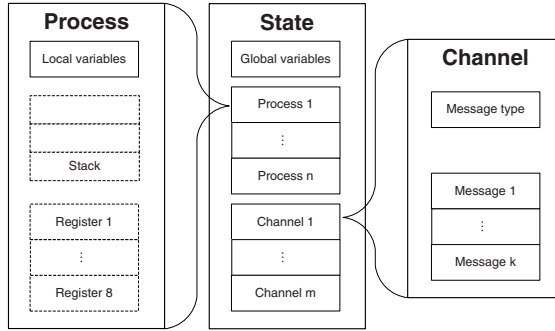 Process
Local variables
Stack
Register 1
⋮
Register 8
State
Global variables
Process 1
⋮
Process n
Channel 1
⋮
Channel m
Channel
Message type
Message 1
⋮
Message k